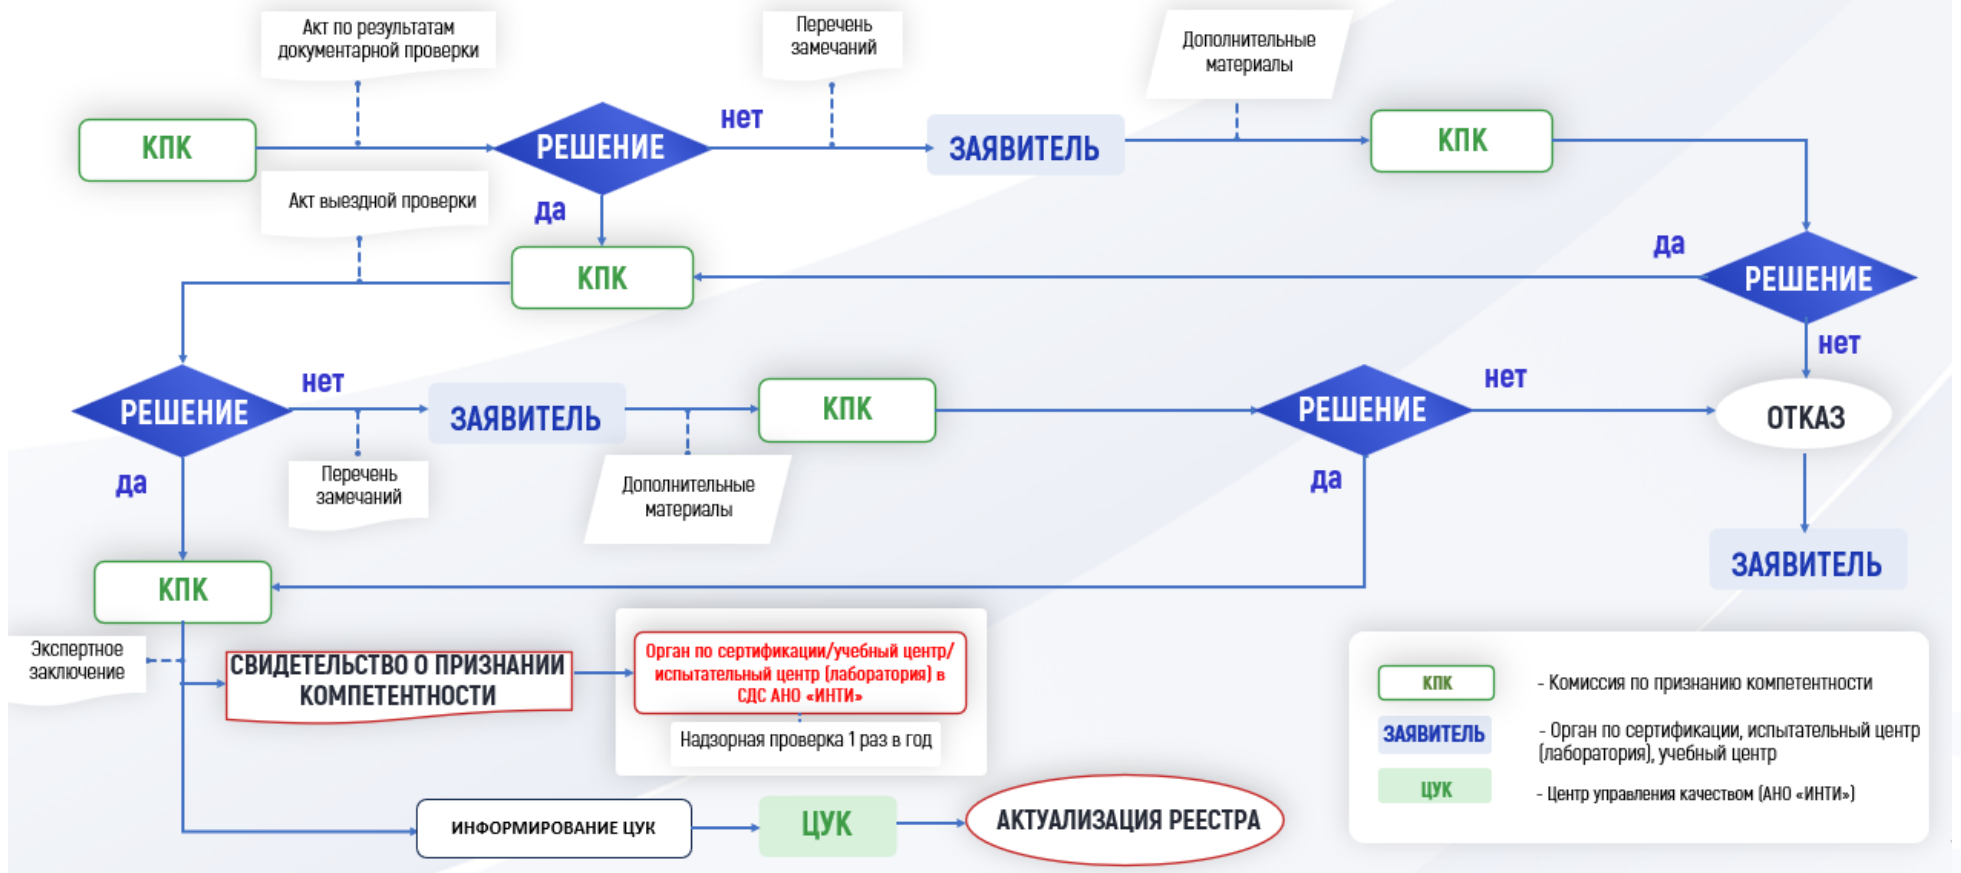 Акт по результатам
документарной проверки
Перечень
замечаний
Дополнительные
материалы
КПК
РЕШЕНИЕ
нет
ЗАЯВИТЕЛЬ
КПК
Акт выездной проверки
да
КПК
да
РЕШЕНИЕ
нет
РЕШЕНИЕ
нет
ЗАЯВИТЕЛЬ
КПК
РЕШЕНИЕ
нет
ОТКАЗ
да
Перечень
замечаний
Дополнительные
материалы
да
ЗАЯВИТЕЛЬ
КПК
Экспертное
заключение
СВИДЕТЕЛЬСТВО О ПРИЗНАНИИ
КОМПЕТЕНТНОСТИ
Орган по сертификации/учебный центр/
испытательный центр (лаборатория) в
СДС АНО «ИНТИ»
Надзорная проверка 1 раз в год
ИНФОРМИРОВАНИЕ ЦУК
ЦУК
АКТУАЛИЗАЦИЯ РЕЕСТРА
КПК
- Комиссия по признанию компетентности
ЗАЯВИТЕЛЬ
- Орган по сертификации, испытательный центр
(лаборатория), учебный центр
ЦУК
- Центр управления качеством (АНО «ИНТИ»)